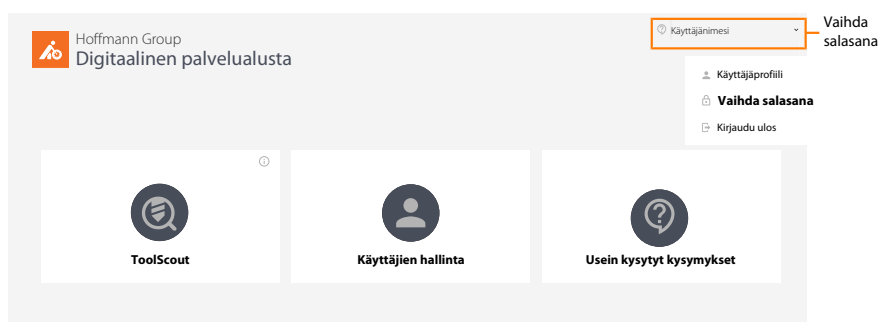 Hoffmann Group
Digitaalinen palvelualusta
Käyttäjänimesi
Vaihda
salasana
Käyttäjäprofiili
Vaihda salasana
Kirjaudu ulos
ToolScout
Käyttäjien hallinta
Usein kysytyt kysymykset